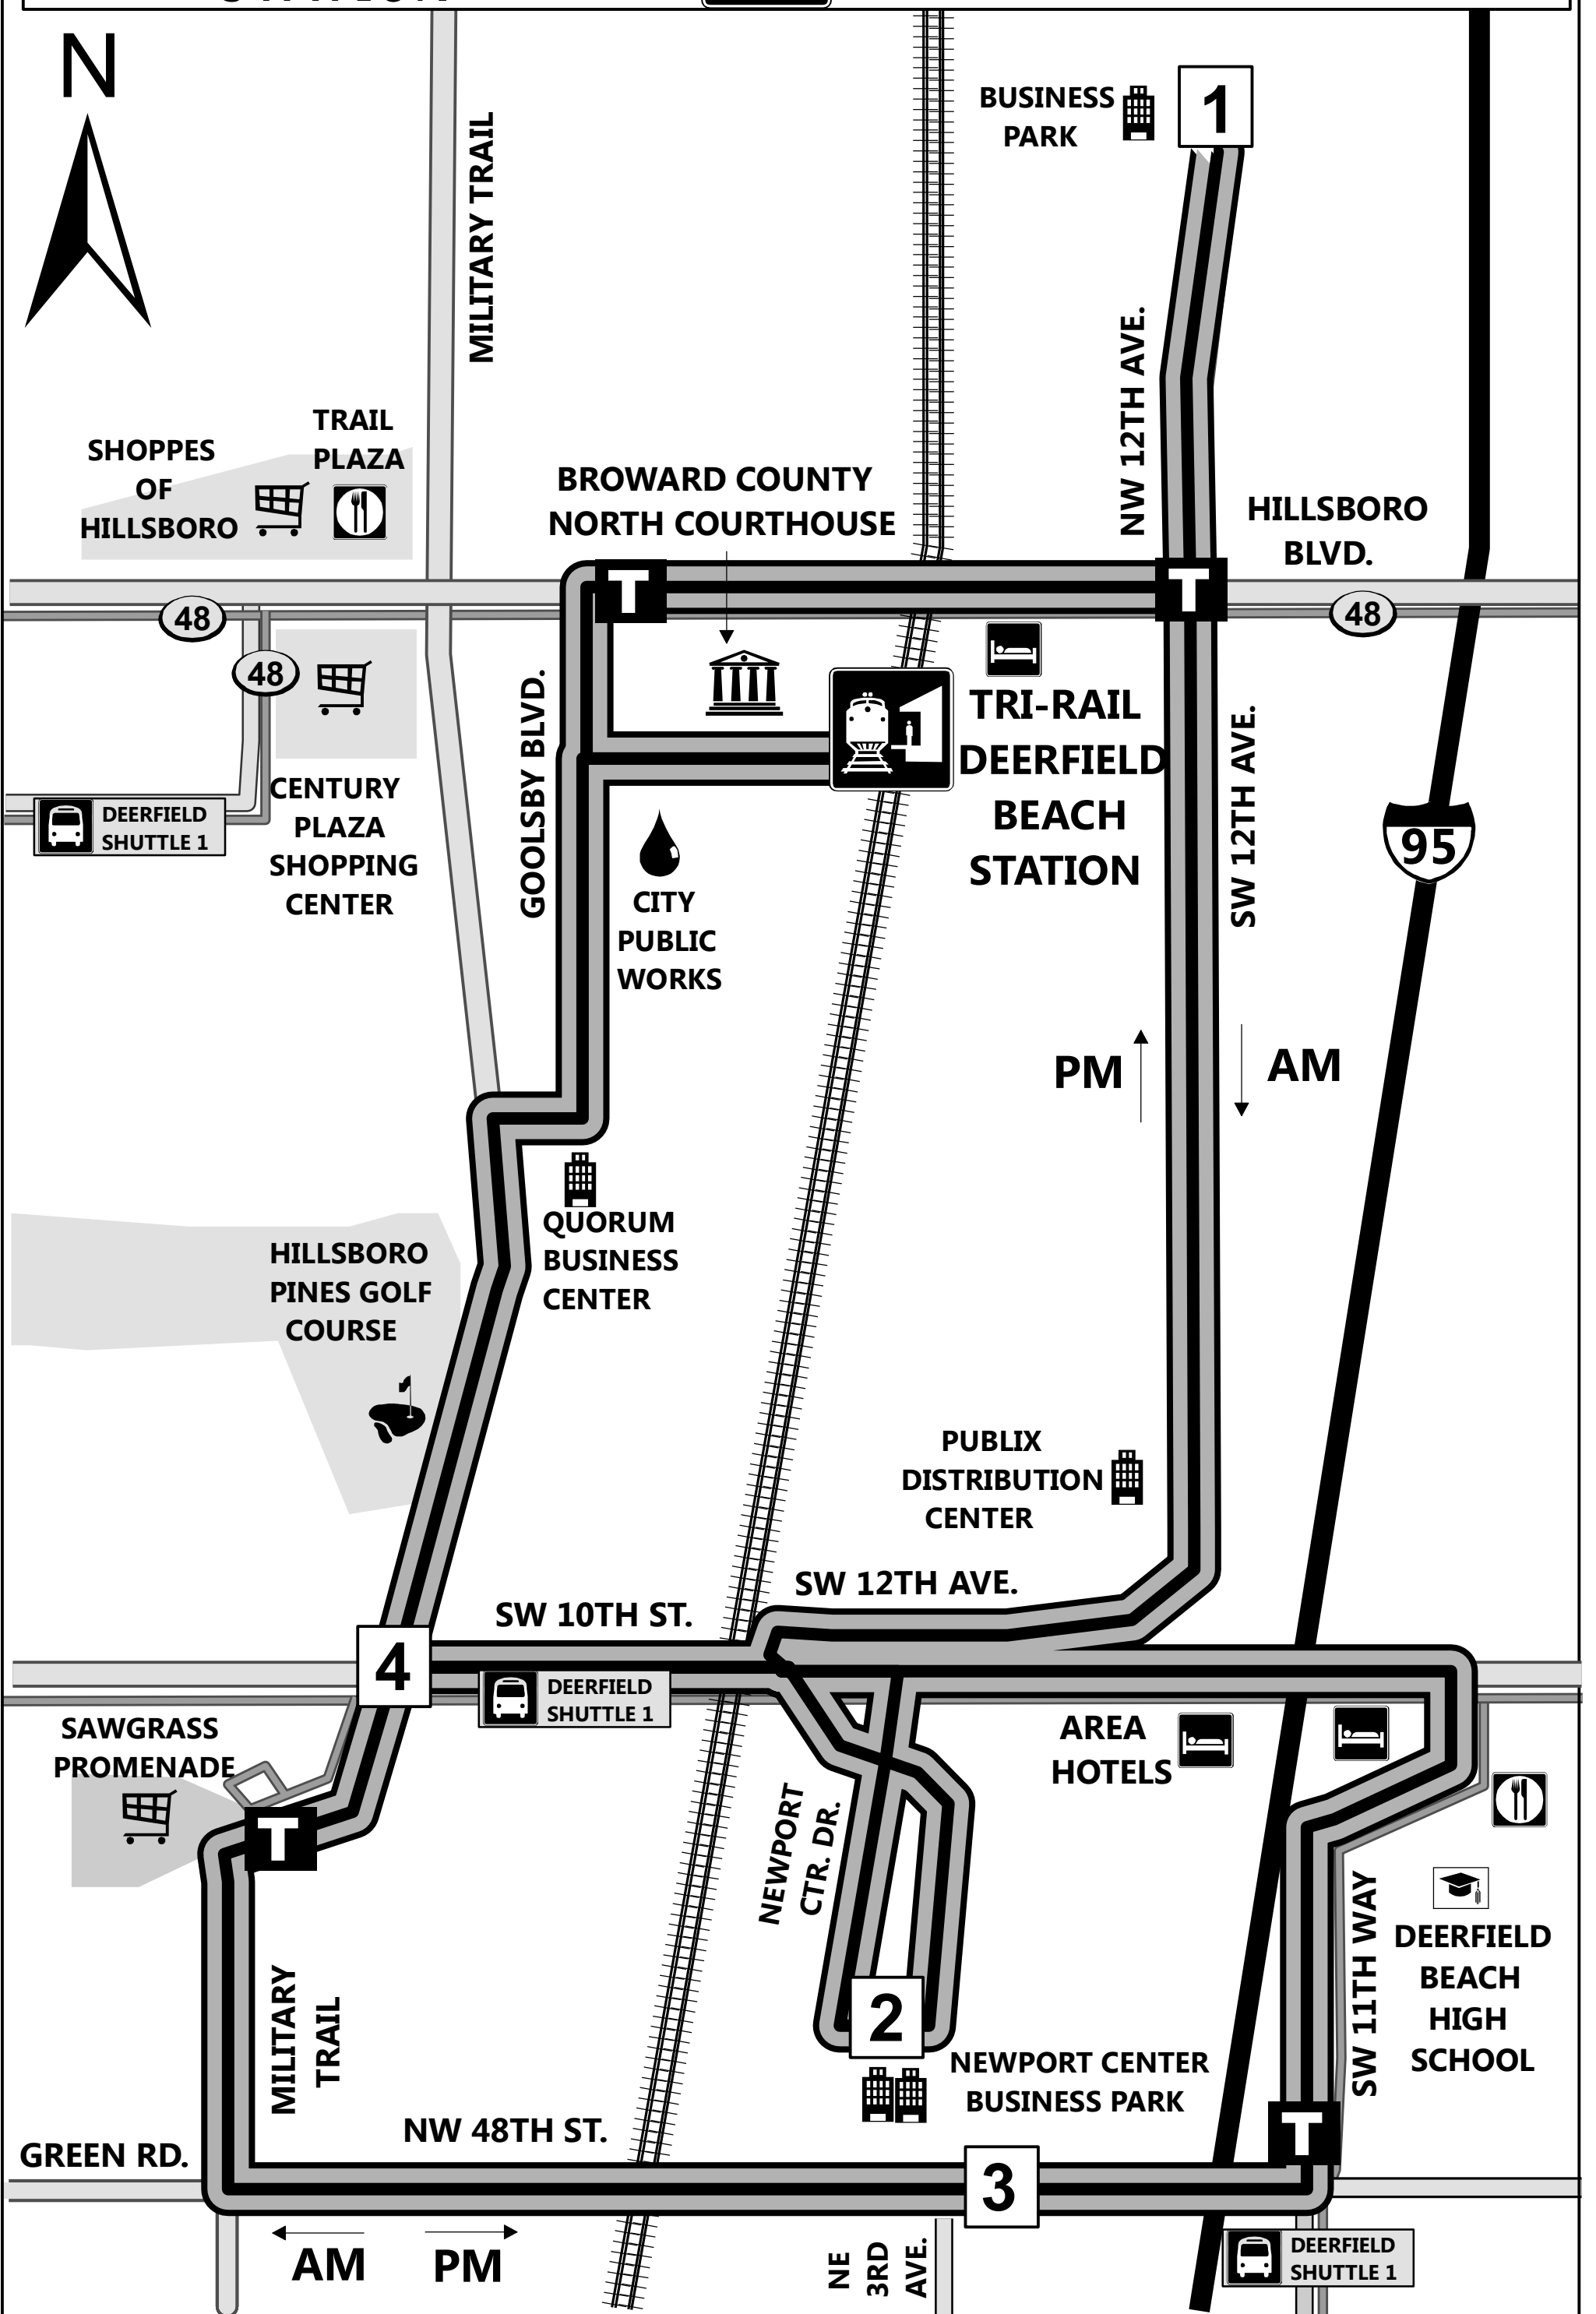 N
BUSINESS
PARK
1
MILITARY TRAIL
NW 12TH AVE.
TRAIL
PLAZA
SHOPPES
OF
HILLSBORO
BROWARD COUNTY
NORTH COURTHOUSE
HILLSBORO
BLVD.
T
T
48
48
48
GOOLSBY BLVD.
TRI-RAIL
DEERFIELD
BEACH
STATION
SW 12TH AVE.
CENTURY
PLAZA
SHOPPING
CENTER
DEERFIELD
SHUTTLE 1
95
CITY
PUBLIC
WORKS
PM
AM
QUORUM
BUSINESS
CENTER
HILLSBORO
PINES GOLF
COURSE
PUBLIX
DISTRIBUTION
CENTER
SW 12TH AVE.
SW 10TH ST.
4
DEERFIELD
SHUTTLE 1
SAWGRASS
PROMENADE
AREA
HOTELS
T
NEWPORT
CTR. DR.
SW 11TH WAY
DEERFIELD
BEACH
HIGH
SCHOOL
MILITARY
TRAIL
2
NEWPORT CENTER
BUSINESS PARK
T
NW 48TH ST.
GREEN RD.
3
AM
PM
NE
3RD
AVE.
DEERFIELD
SHUTTLE 1